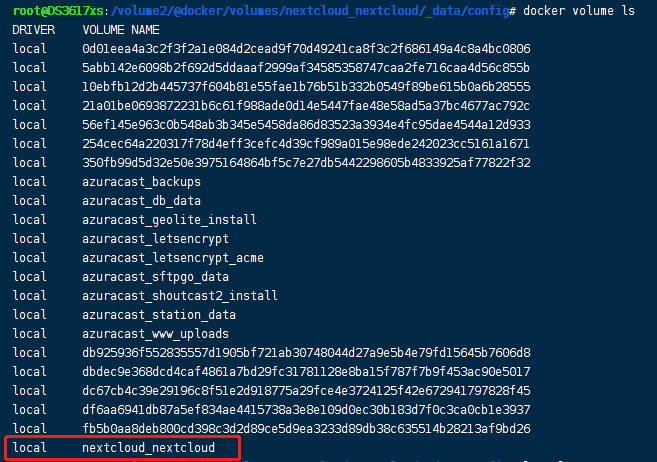 root@DS3617xs:/volume2/@docker/volumes/nextcloud_nextcloud/_data/config# docker volume ls
DRIVER VOLUME NAME
local 0d01eea4a3c2f3f2a1e084d2cead9f70d49241ca8f3c2f686149a4c8a4bc0806
local 5abb142e6098b2f692d5ddaaaf2999af34585358747caa2fe716caa4d56c855b
local 10ebfb12d2b445737f604b81e55fae1b76b51b332b0549f89be615b0a6b28555
local 21a01be0693872231b6c61f988ade0d14e5447fae48e58ad5a37bc4677ac792c
local 56ef145e963c0b548ab3b345e5458da86d83523a3934e4fc95dae4544a12d933
local 254cec64a220317f78d4eff3cefc4d39cf989a015e98ede242023cc5161a1671
local 350fb99d5d32e50e3975164864bf5c7e27db5442298605b4833925af77822f32
local azuracast_backups
local azuracast_db_data
local azuracast_geolite_install
local azuracast_letsencrypt
local azuracast_letsencrypt_acme
local azuracast_sftpgo_data
local azuracast_shoutcast2_install
local azuracast_station_data
local azuracast_www_uploads
local db925936f552835557d1905bf721ab30748044d27a9e5b4e79fd15645b7606d8
local dbdec9e368dcd4caf4861a7bd29fc31781128e8ba15f787f7b9f453ac90e5017
local dc67cb4c39e29196c8f51e2d918775a29fce4e3724125f42e672941797828f45
local df6aa6941db87a5ef834ae4415738a3e8e109d0ec30b183d7f0c3ca0cb1e3937
local fb5b0aa8deb800cd398c3d2d89ce5d9ea3233d89db38c635514b28213af9bd26
local nextcloud_nextcloud